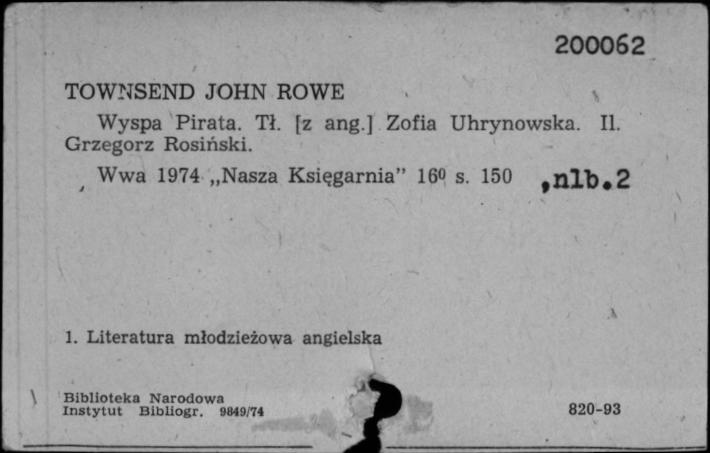 200062
TOWNSEND JOHN ROWE
Wyspa Pirata. Tł. [z ang.] Zofia Uhrynowska. Il.
Grzegorz Rosiński.
Wwa 1974 „Nasza Księgarnia” 16⁰ s. 150 ,nlb.2
1. Literatura młodzieżowa angielska
Biblioteka Narodowa
Instytut Bibliogr. 9849/74 820-93